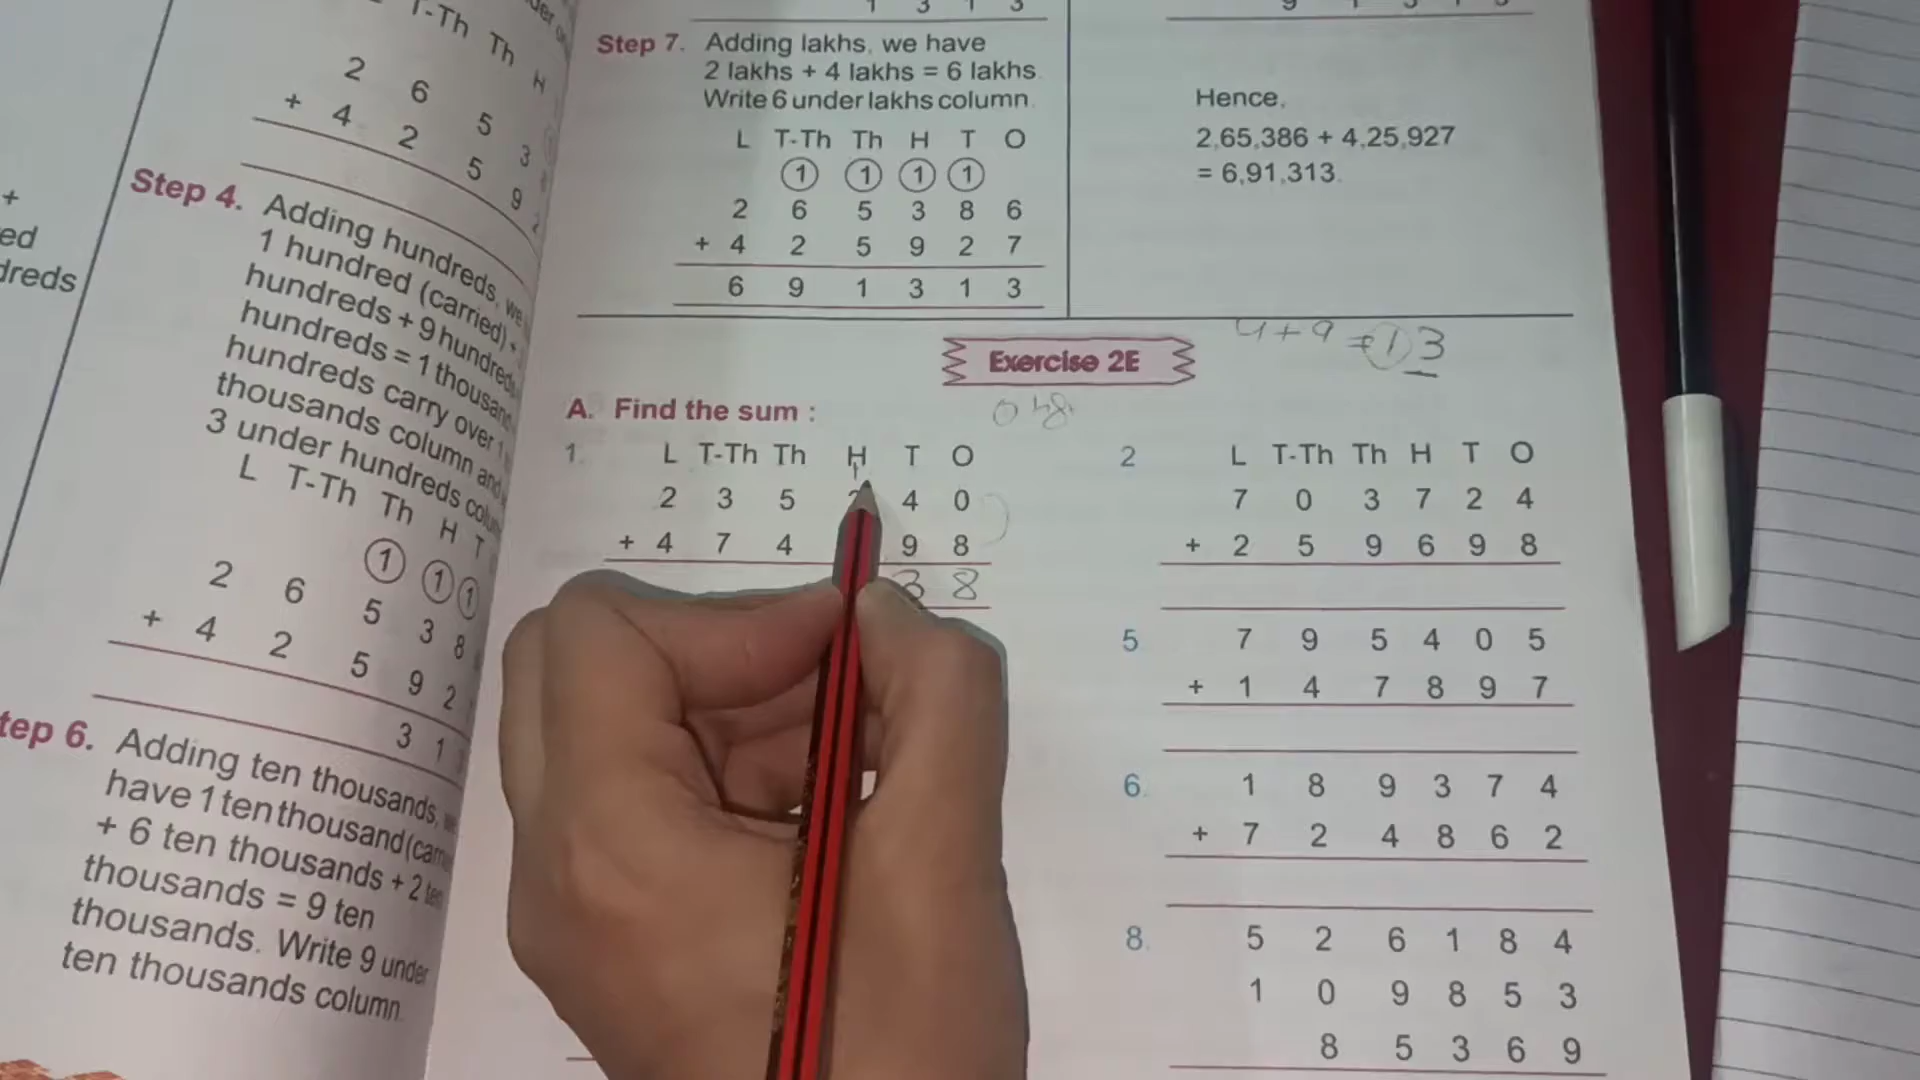 T-Th Th H
2 6 5 3
+ 4 2 5 9
Step 4. Adding hundreds, we
1 hundred (carried) +
hundreds + 9 hundreds
hundreds = 1 thousand
hundreds carry over 1
thousands column and
3 under hundreds
L T-Th Th H T
1 1 1
2 6 5 3 8
+ 4 2 5 9 2
3 1
tep 6. Adding ten thousands,
have 1 ten thousand
+ 6 ten thousands + 2
thousands = 9 ten
thousands. Write 9 under
ten thousands column.
+
ed
dreds
1 3 1 3
Step 7. Adding lakhs, we have
2 lakhs + 4 lakhs = 6 lakhs
Write 6 under lakhs column.
L T-Th Th H T O
1 1 1 1
2 6 5 3 8 6
+ 4 2 5 9 2 7
6 9 1 3 1 3
Hence,
2,65,386 + 4,25,927
= 6,91,313.
4+9 = 13
Exercise 2E
A. Find the sum :
1. L T-Th Th H T O
2 3 5 4 0
+ 4 7 4 9 8
3 8
2 L T-Th Th H T O
7 0 3 7 2 4
+ 2 5 9 6 9 8
5 7 9 5 4 0 5
+ 1 4 7 8 9 7
6. 1 8 9 3 7 4
+ 7 2 4 8 6 2
8. 5 2 6 1 8 4
1 0 9 8 5 3
8 5 3 6 9